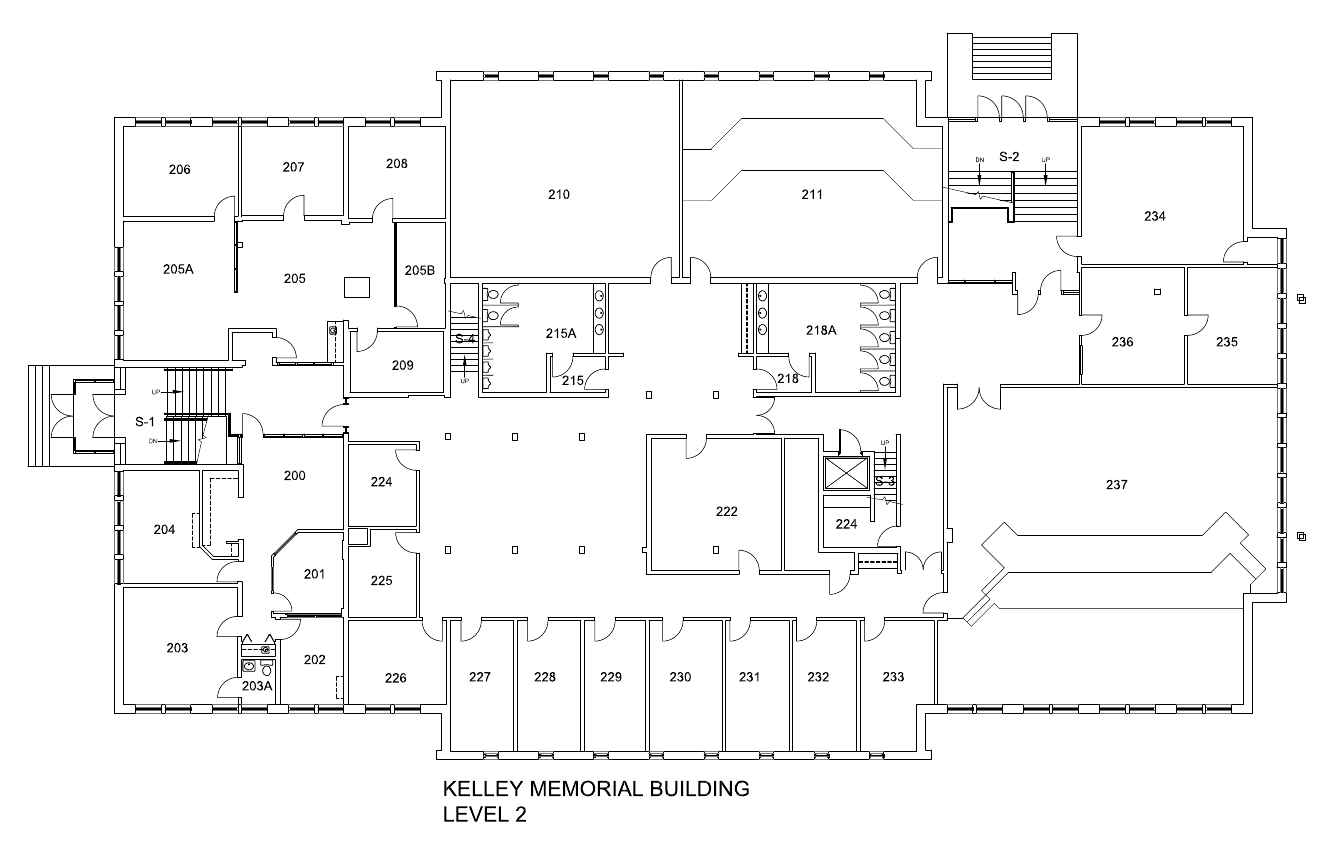 DN
S-2
UP
206
207
208
210
211
234
205A
205
205B
215A
218A
236
235
S-4
209
UP
215
218
UP
S-1
DN
UP
200
224
237
S-3
204
222
224
201
225
203
202
203A
226
227
228
229
230
231
232
233
KELLEY MEMORIAL BUILDING
LEVEL 2